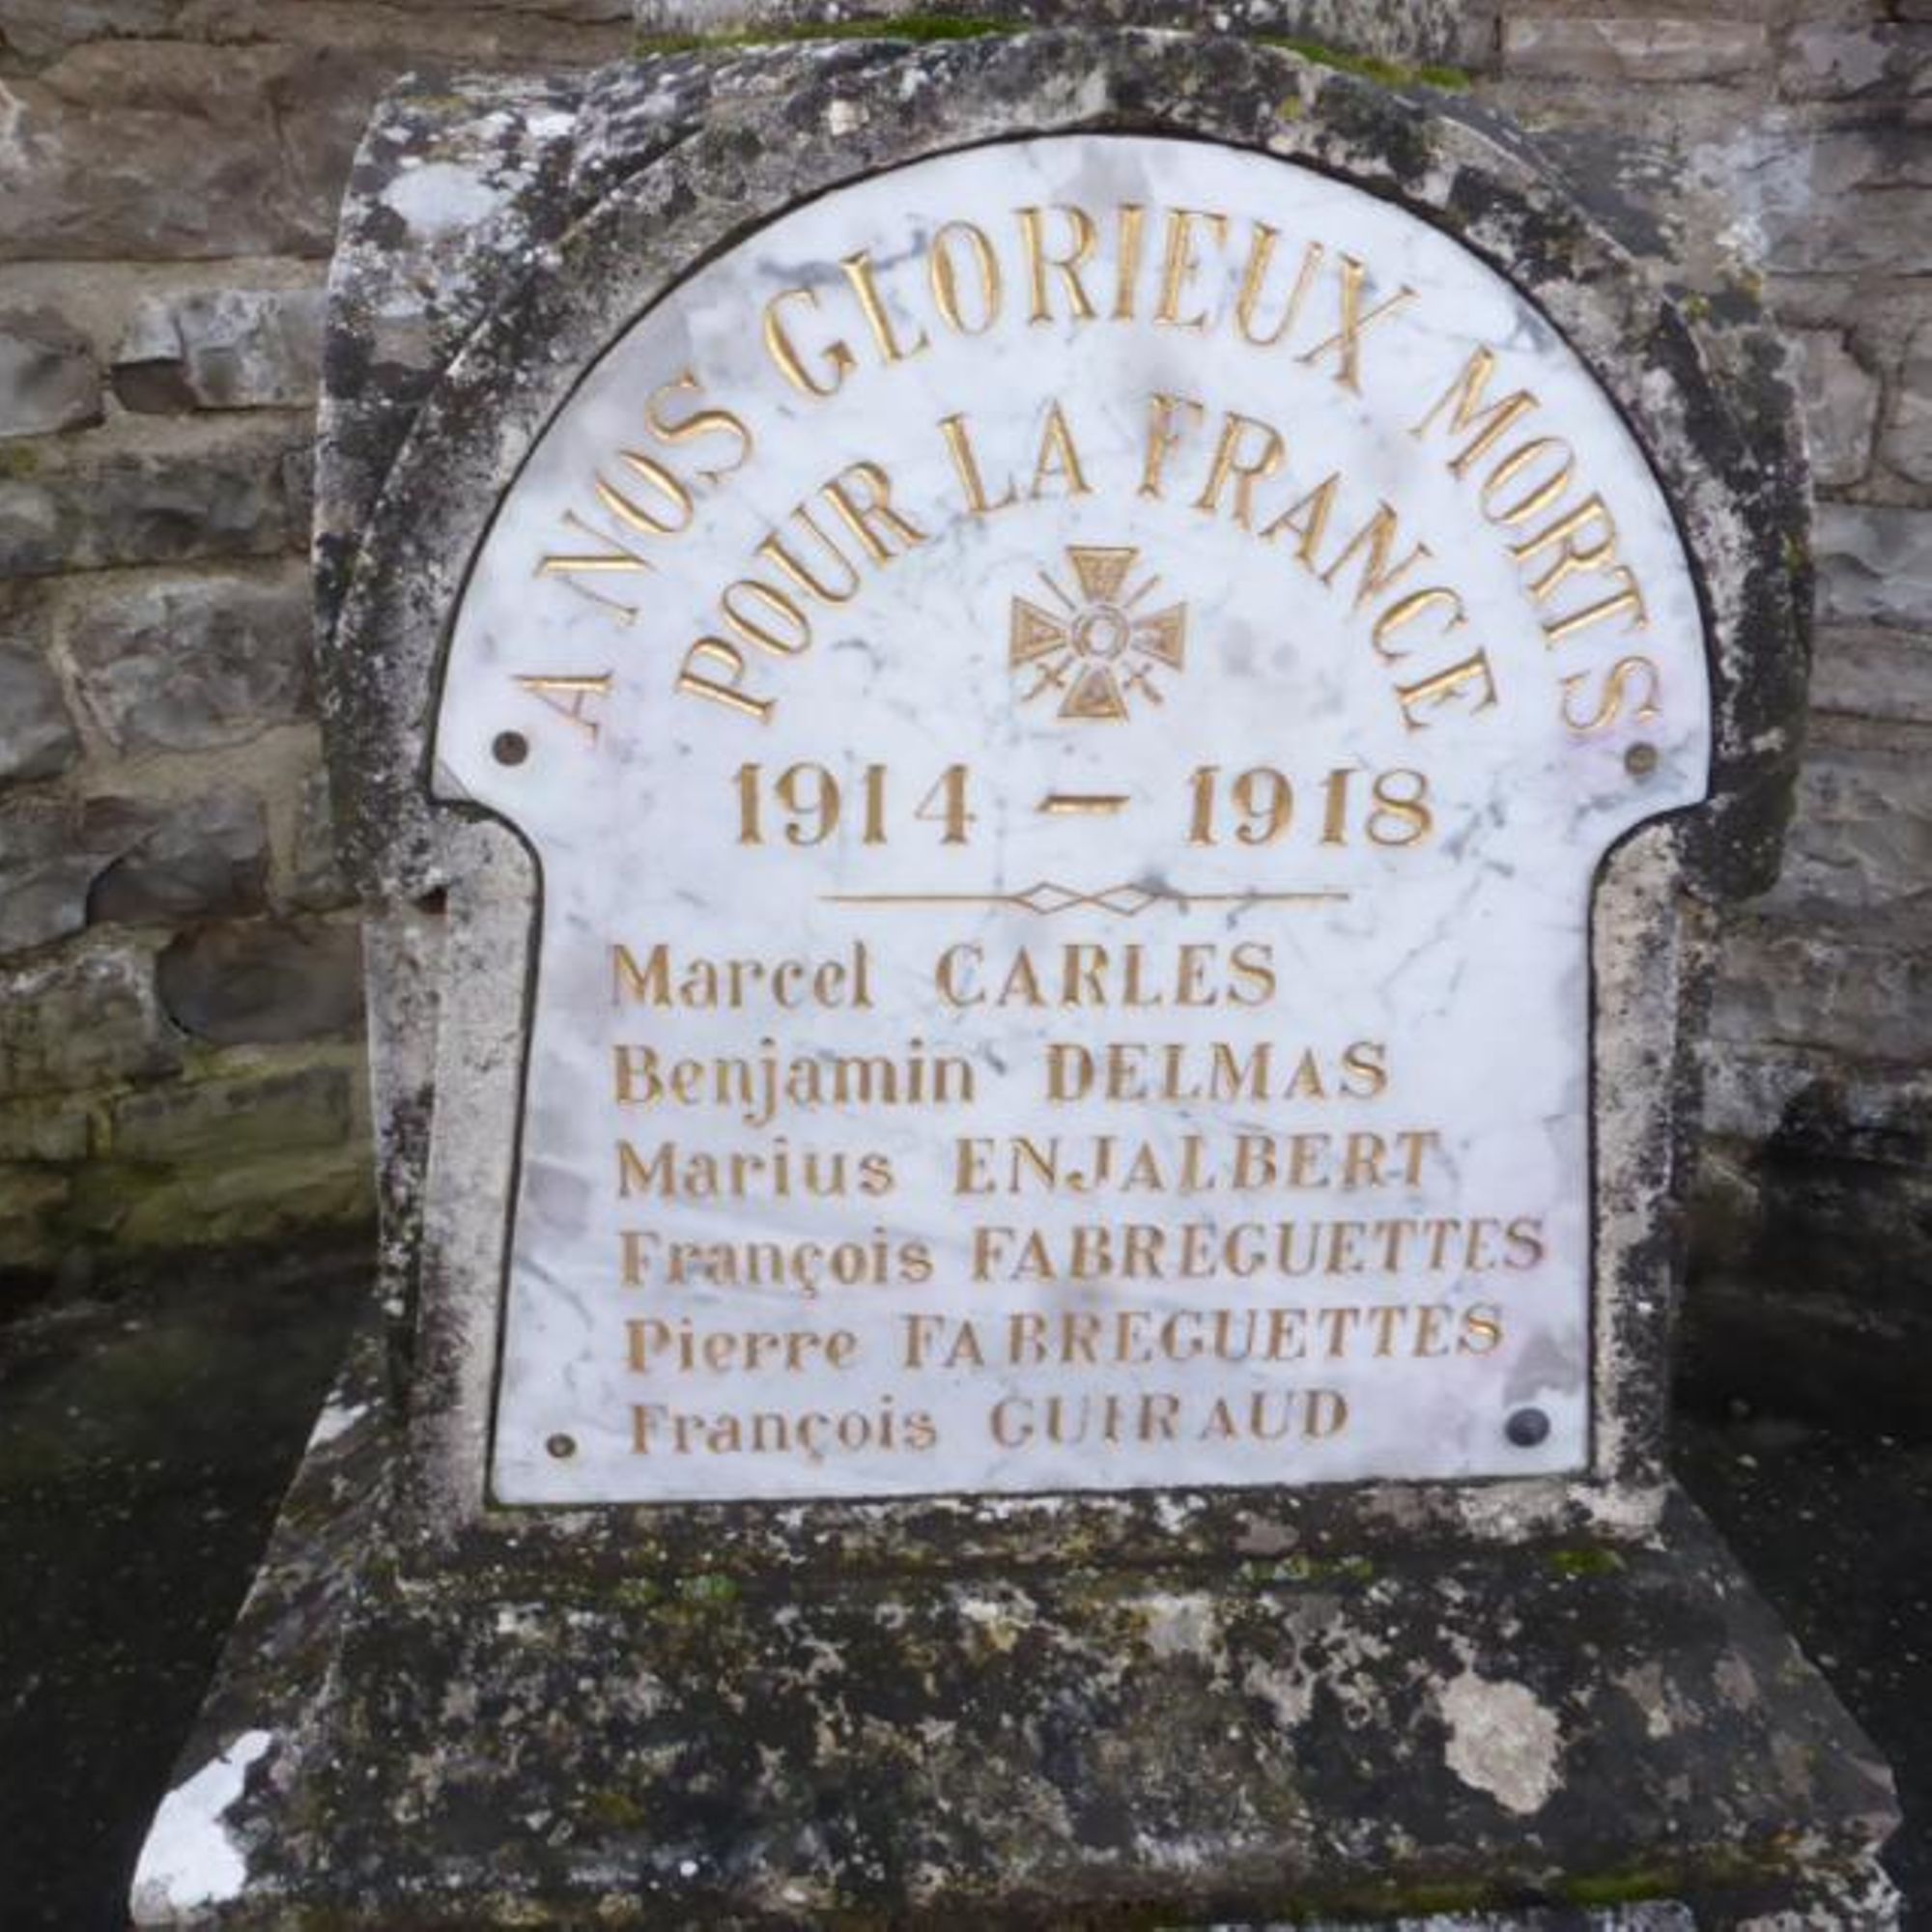 A NOS GLORIEUX MORTS
POUR LA FRANCE
1914 - 1918
Marcel CARLES
Benjamin DELMAS
Marius ENJALBERT
François FABREGUETTES
Pierre FABREGUETTES
François GUIRAUD